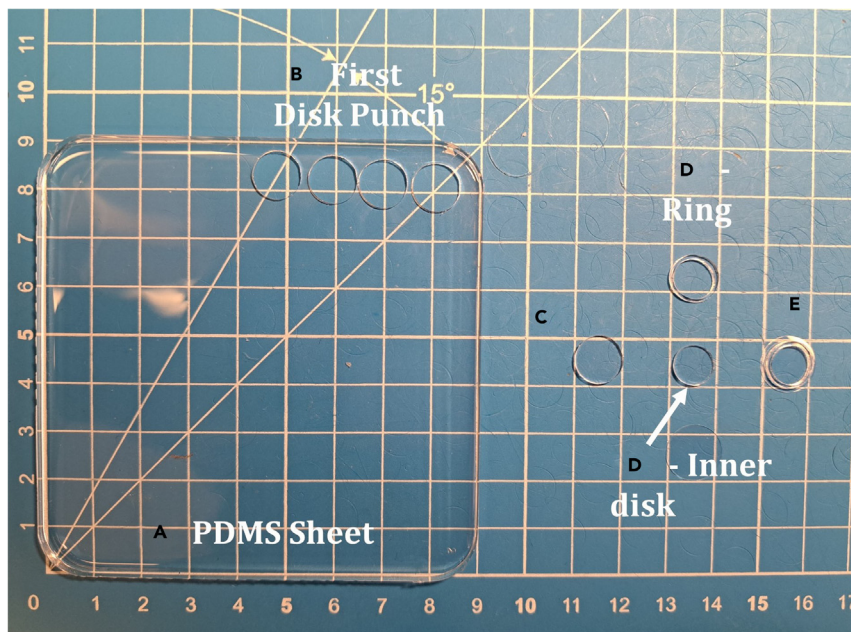 11
B First
10
15°
Disk Punch
9
D -
8
Ring
7
6
E
C
5
4
3
D - Inner
2
disk
1
A PDMS Sheet
0 1 2 3 4 5 6 7 8 9 10 11 12 13 14 15 16 17